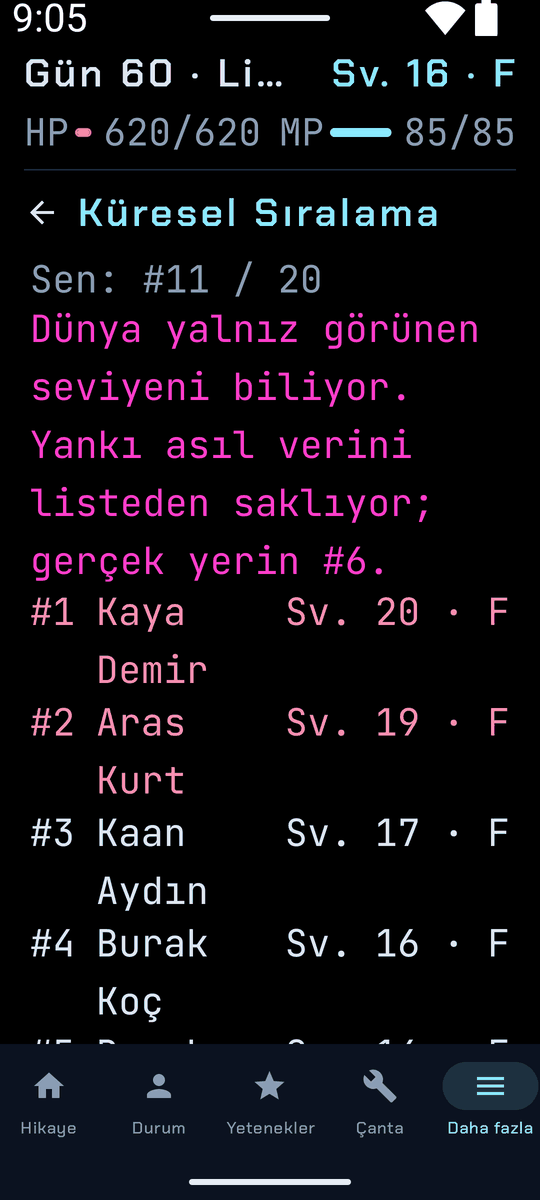 9:05
Gün 60 · Li… Sv. 16 · F
HP 620/620 MP 85/85
← Küresel Sıralama
Sen: #11 / 20
Dünya yalnız görünen
seviyeni biliyor.
Yankı asıl verini
listeden saklıyor;
gerçek yerin #6.
#1 Kaya Sv. 20 · F
Demir
#2 Aras Sv. 19 · F
Kurt
#3 Kaan Sv. 17 · F
Aydın
#4 Burak Sv. 16 · F
Koç
Hikaye Durum Yetenekler Çanta Daha fazla